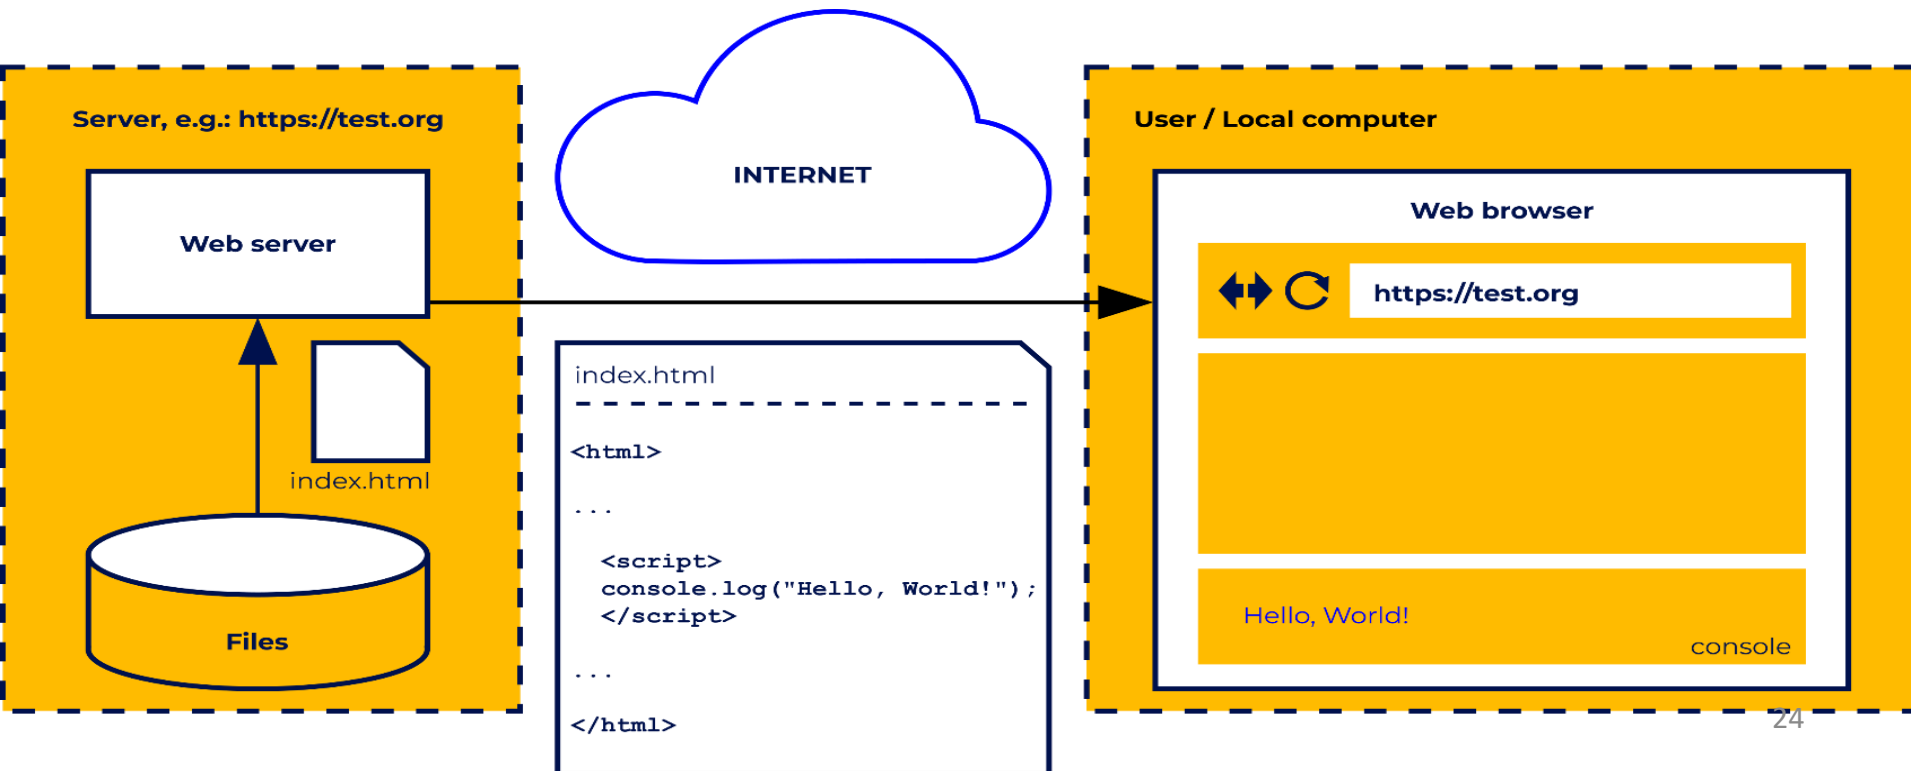 Server, e.g.: https://test.org
Web server
index.html
Files
INTERNET
index.html
<html>
...
<script>
console.log("Hello, World!");
</script>
...
</html>
User / Local computer
Web browser
https://test.org
Hello, World!
console
24